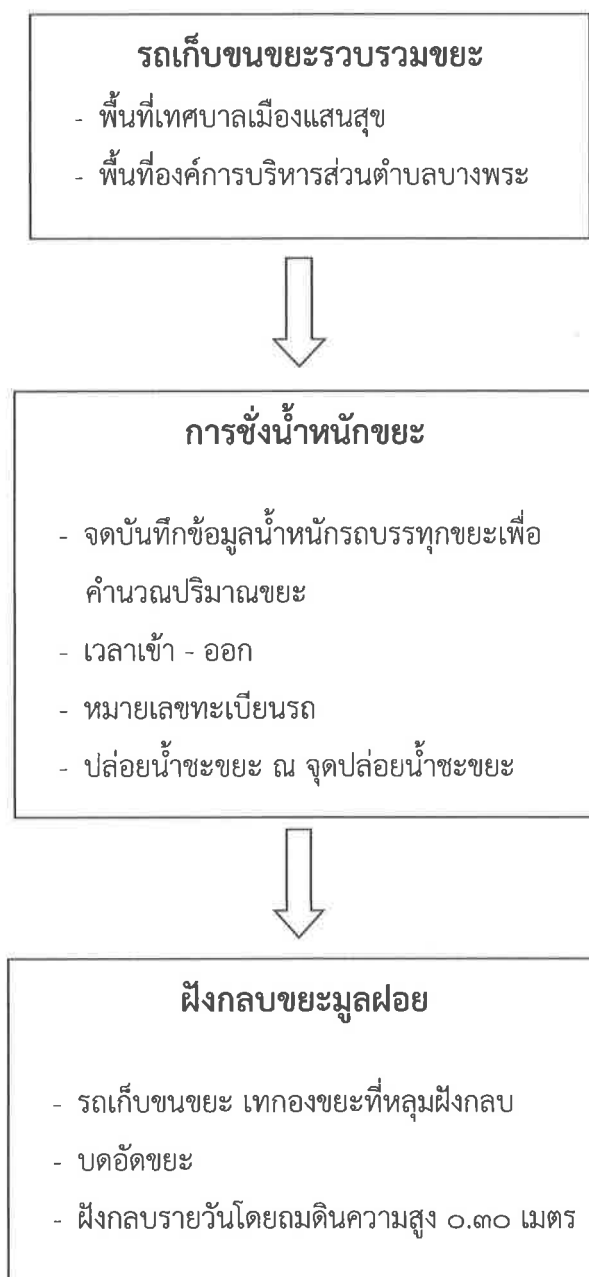 รถเก็บขนขยะรวบรวมขยะ
- พื้นที่เทศบาลเมืองแสนสุข
- พื้นที่องค์การบริหารส่วนตำบลบางพระ
การชั่งน้ำหนักขยะ
- จดบันทึกข้อมูลน้ำหนักรถบรรทุกขยะเพื่อ
คำนวณปริมาณขยะ
- เวลาเข้า - ออก
- หมายเลขทะเบียนรถ
- ปล่อยน้ำชะขยะ ณ จุดปล่อยน้ำชะขยะ
ฝังกลบขยะมูลฝอย
- รถเก็บขนขยะ เทกองขยะที่หลุมฝังกลบ
- บดอัดขยะ
- ฝังกลบรายวันโดยถมดินความสูง ๐.๓๐ เมตร